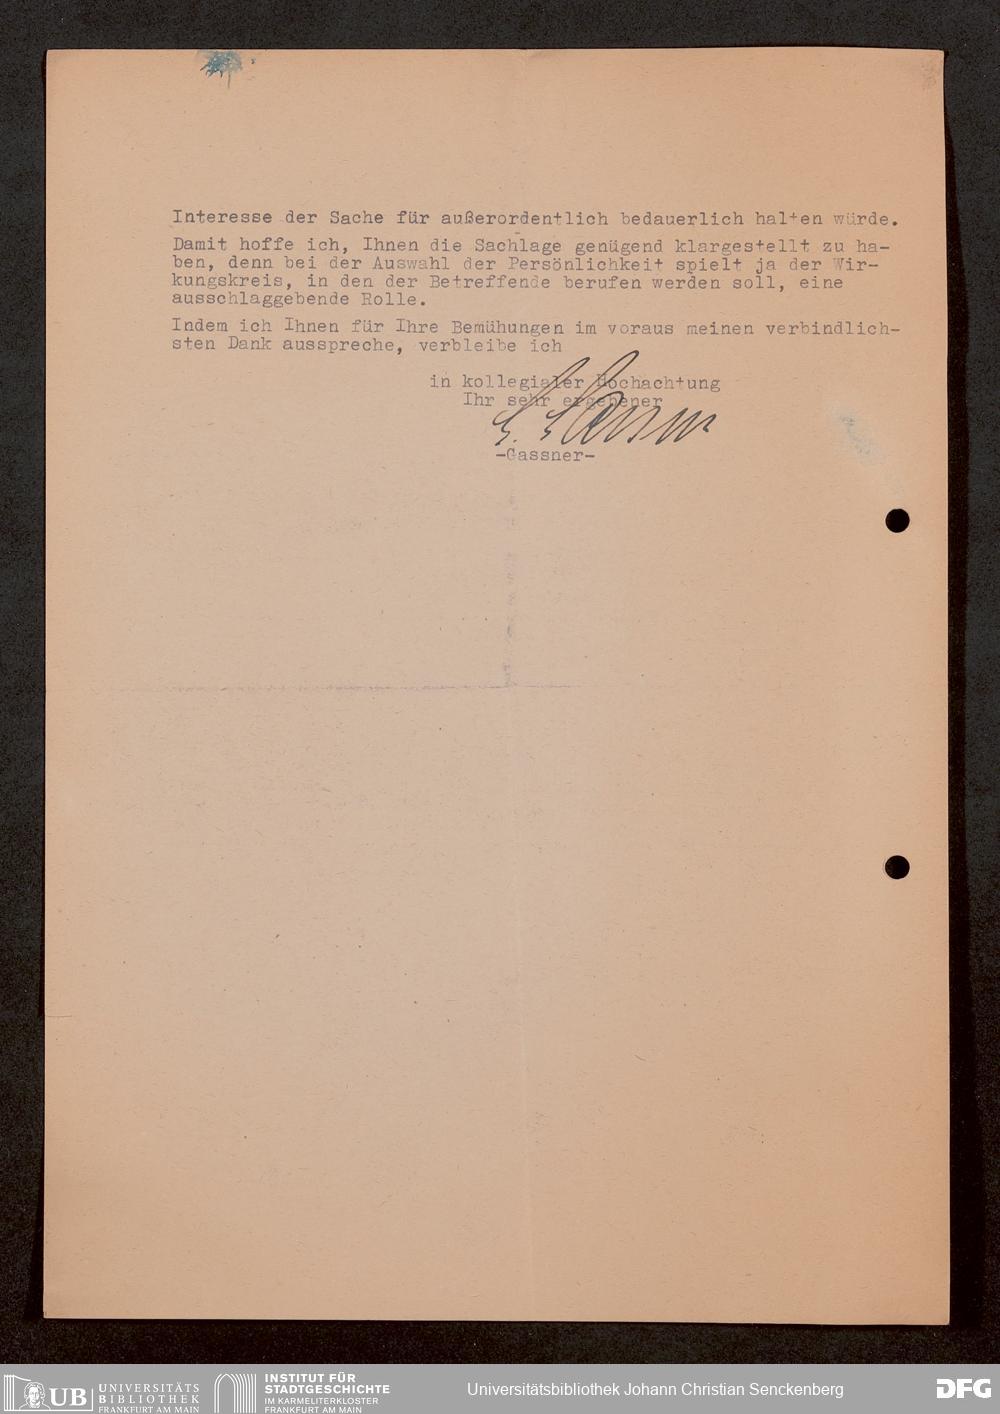 Interesse der Sache für außerordentlich bedauerlich halten würde.
Damit hoffe ich, Ihnen die Sachlage genügend klargestellt zu ha-
ben, denn bei der Auswahl der Persönlichkeit spielt ja der Wir-
kungskreis, in den der Betreffende berufen werden soll, eine
ausschlaggebende Rolle.
Indem ich Ihnen für Ihre Bemühungen im voraus meinen verbindlich-
sten Dank ausspreche, verbleibe ich
in kollegialer Hochachtung
Ihr sehr ergebener
G. Gassner
-Gassner-
UB UNIVERSITÄTS
BIBLIOTHEK
FRANKFURT AM MAIN
INSTITUT FÜR
STADTGESCHICHTE
IM KARMELITERKLOSTER
FRANKFURT AM MAIN
Universitätsbibliothek Johann Christian Senckenberg
DFG